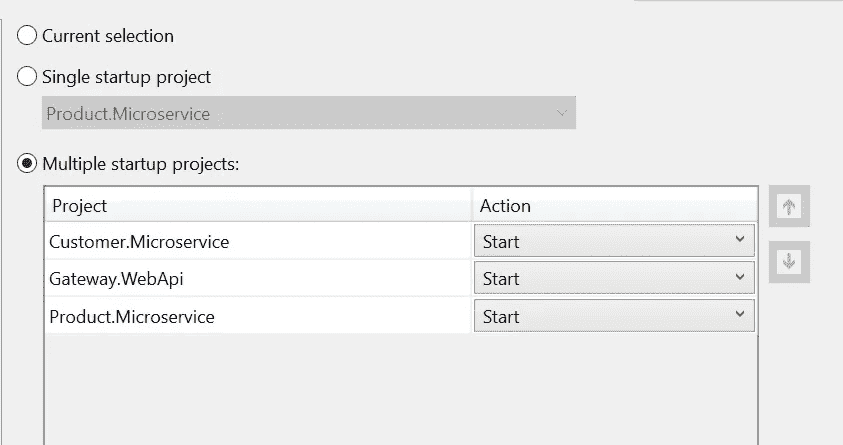 Current selection
Single startup project
Product.Microservice
Multiple startup projects:
Project Action
Customer.Microservice Start
Gateway.WebApi Start
Product.Microservice Start